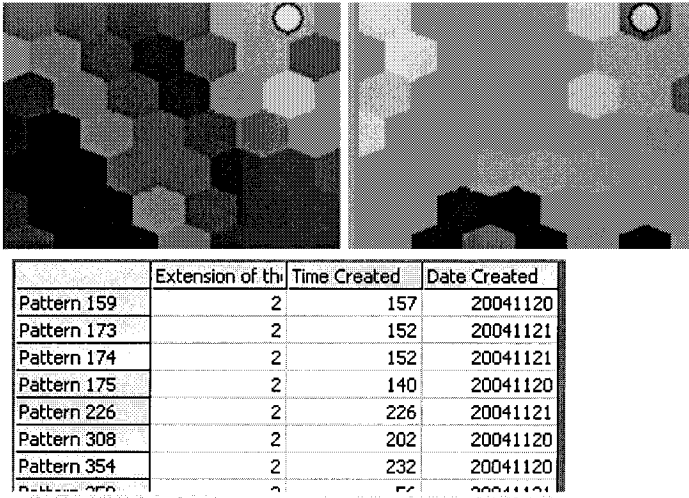 Extension of the Time Created Date Created
Pattern 159 2 157 20041120
Pattern 173 2 152 20041121
Pattern 174 2 152 20041121
Pattern 175 2 140 20041120
Pattern 226 2 226 20041121
Pattern 308 2 202 20041120
Pattern 354 2 232 20041120